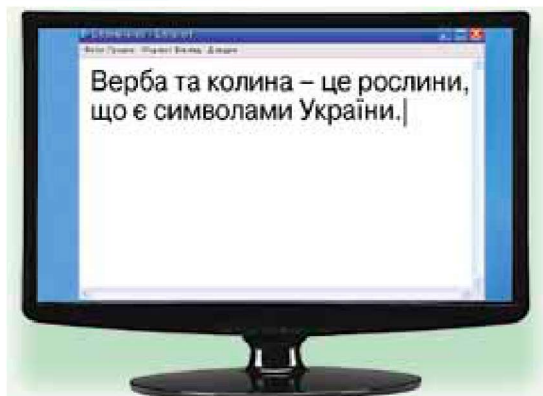 Верба та колина – це рослини,
що є символами України.